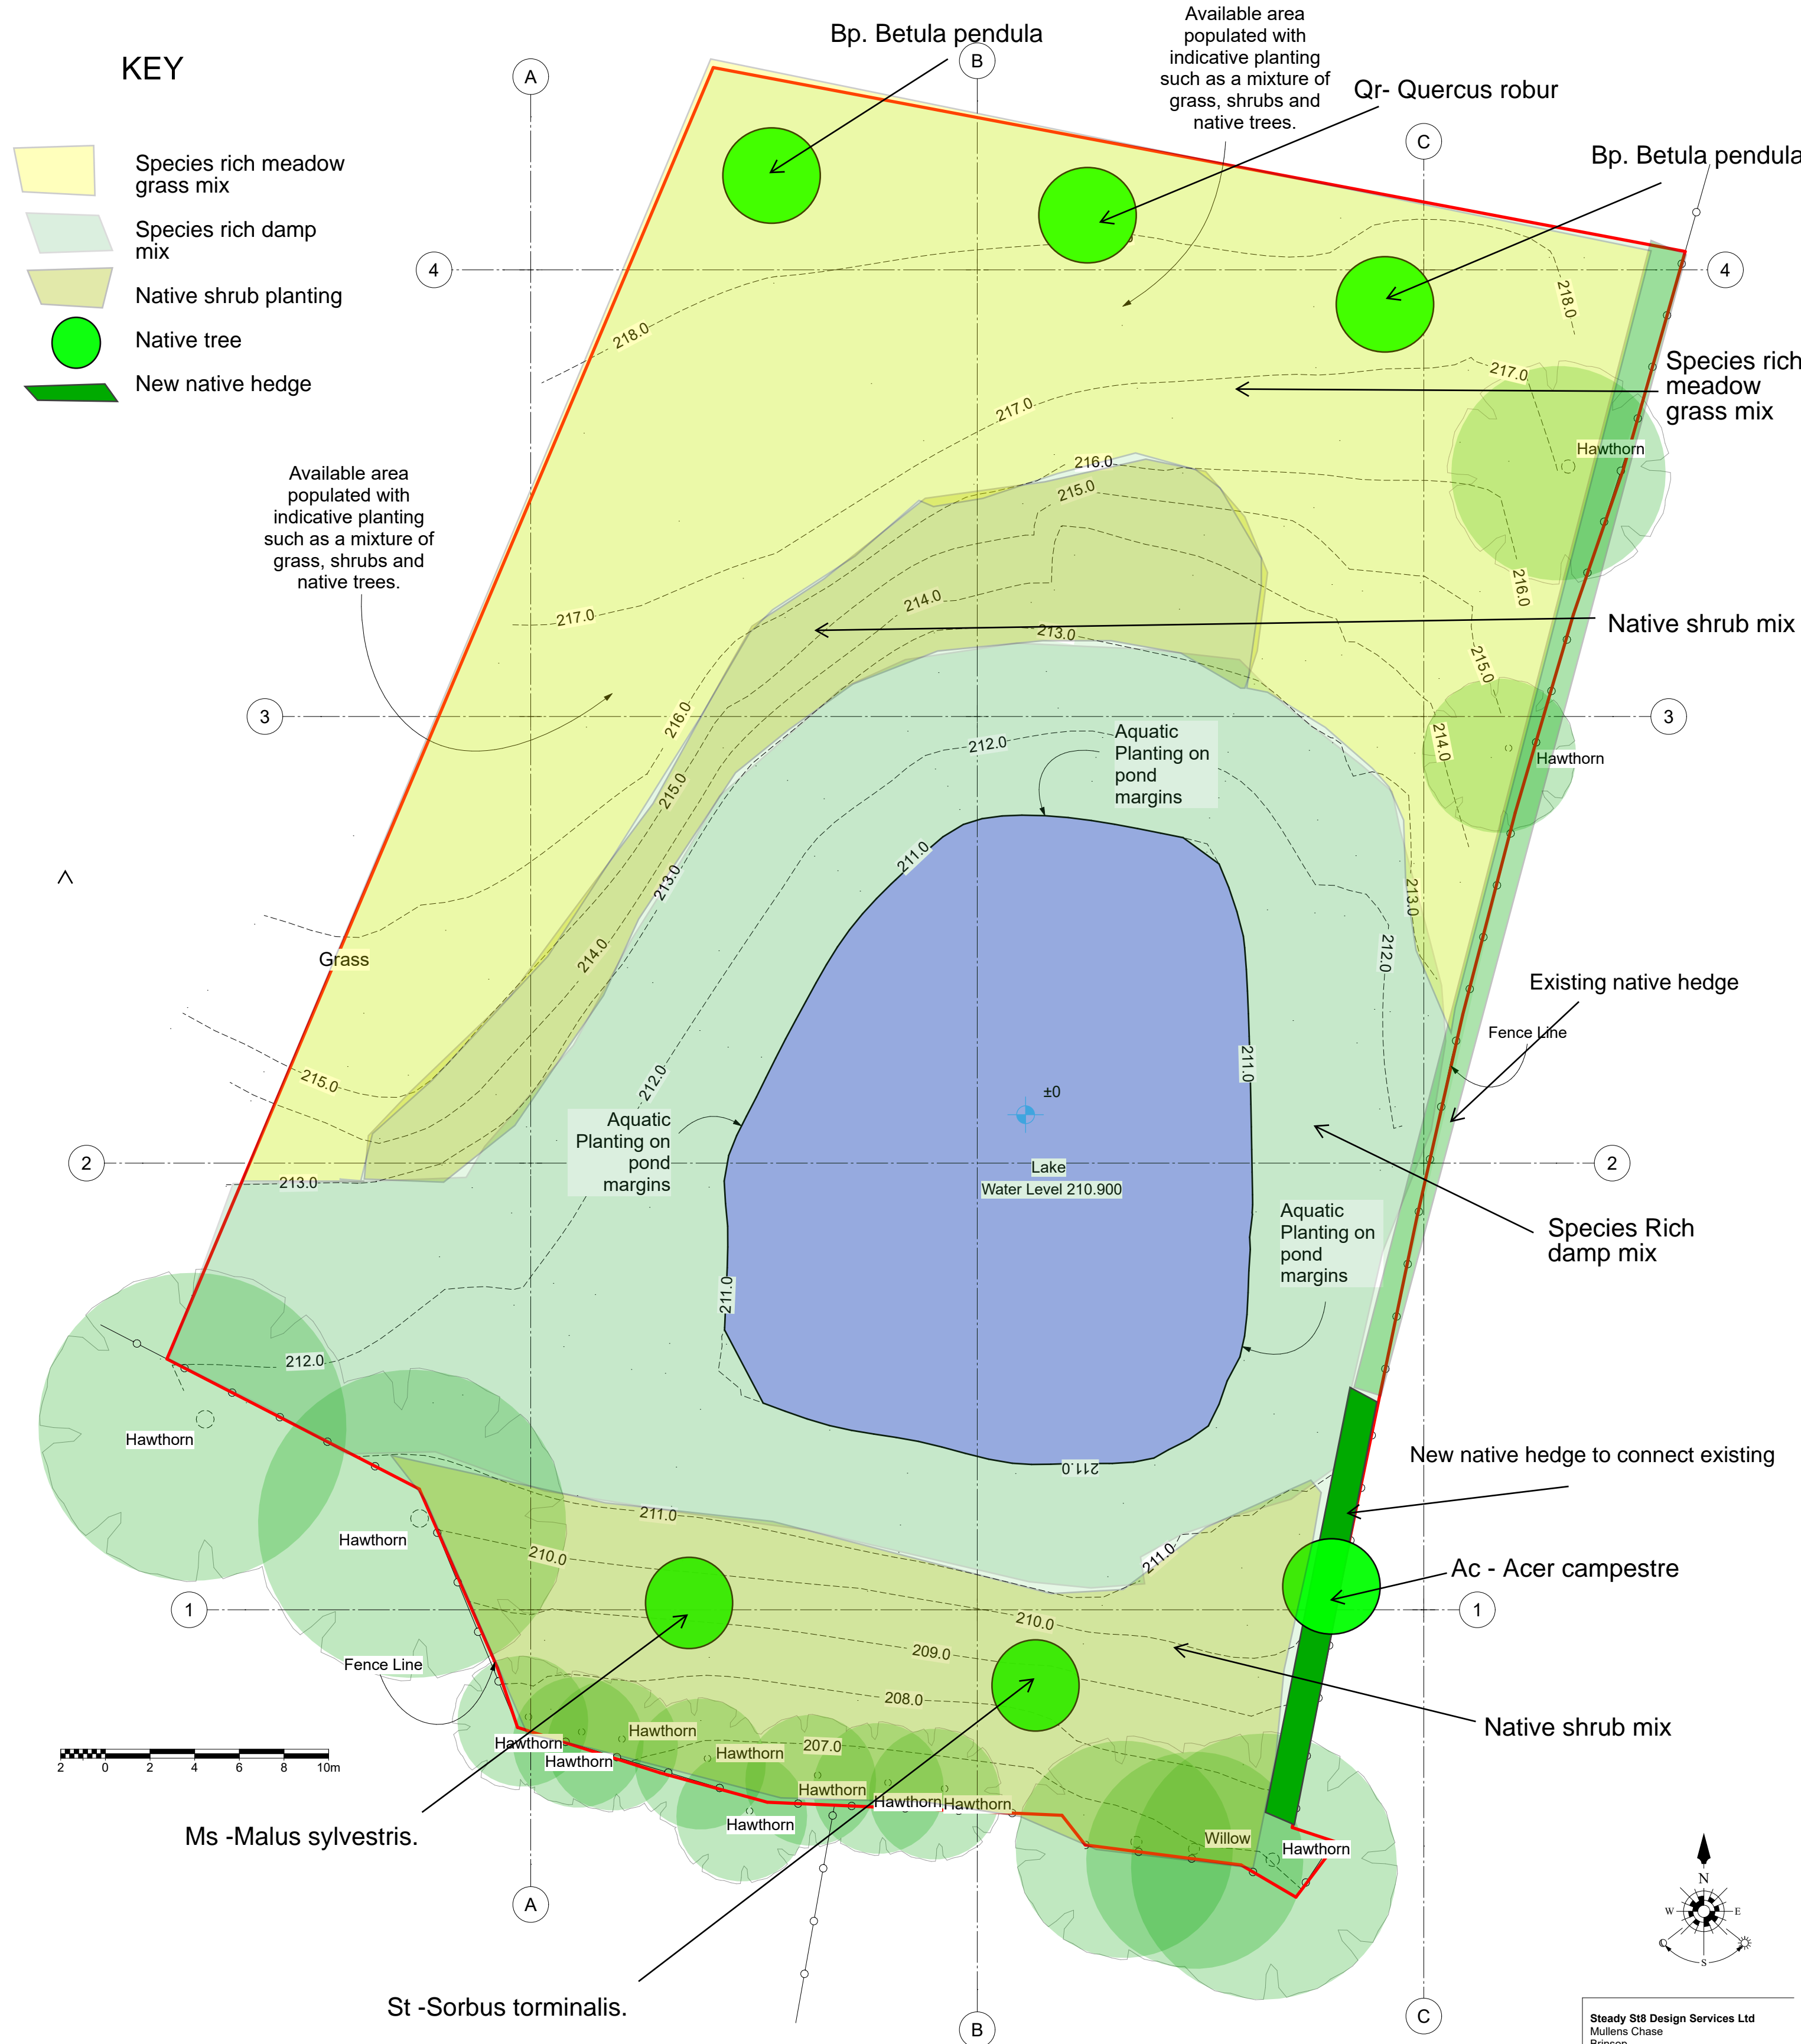 KEY
Species rich meadow
grass mix
Species rich damp
mix
Native shrub planting
Native tree
New native hedge
Bp. Betula pendula
Available area
populated with
indicative planting
such as a mixture of
grass, shrubs and
native trees.
Qr- Quercus robur
Bp. Betula pendula
A
B
C
4
4
218.0
218.0
Species rich
meadow
grass mix
217.0
217.0
Hawthorn
216.0
215.0
Available area
populated with
indicative planting
such as a mixture of
grass, shrubs and
native trees.
214.0
216.0
217.0
213.0
Native shrub mix
215.0
3
3
216.0
212.0
214.0
Aquatic
Planting on
pond
margins
Hawthorn
215.0
211.0
213.0
213.0
Grass
214.0
212.0
Existing native hedge
Fence Line
211.0
215.0
212.0
±0
Aquatic
Planting on
pond
margins
2
2
Lake
Water Level 210.900
213.0
Aquatic
Planting on
pond
margins
Species Rich
damp mix
211.0
212.0
Hawthorn
New native hedge to connect existing
211.0
211.0
Hawthorn
210.0
211.0
Ac - Acer campestre
1
1
210.0
209.0
Fence Line
208.0
Native shrub mix
Hawthorn
Hawthorn
Hawthorn
Hawthorn
207.0
Hawthorn
Hawthorn
Hawthorn
Hawthorn
Willow
Hawthorn
2 0 2 4 6 8 10m
Ms -Malus sylvestris.
St -Sorbus torminalis.
A
B
C
N
W
E
S
Steady St8 Design Services Ltd
Mullens Chase
Brinsop